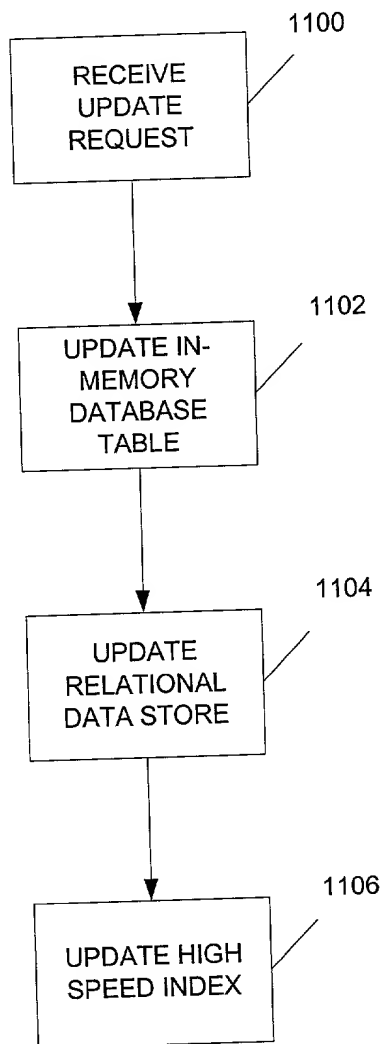 1100
RECEIVE
UPDATE
REQUEST
1102
UPDATE IN-
MEMORY
DATABASE
TABLE
1104
UPDATE
RELATIONAL
DATA STORE
1106
UPDATE HIGH
SPEED INDEX